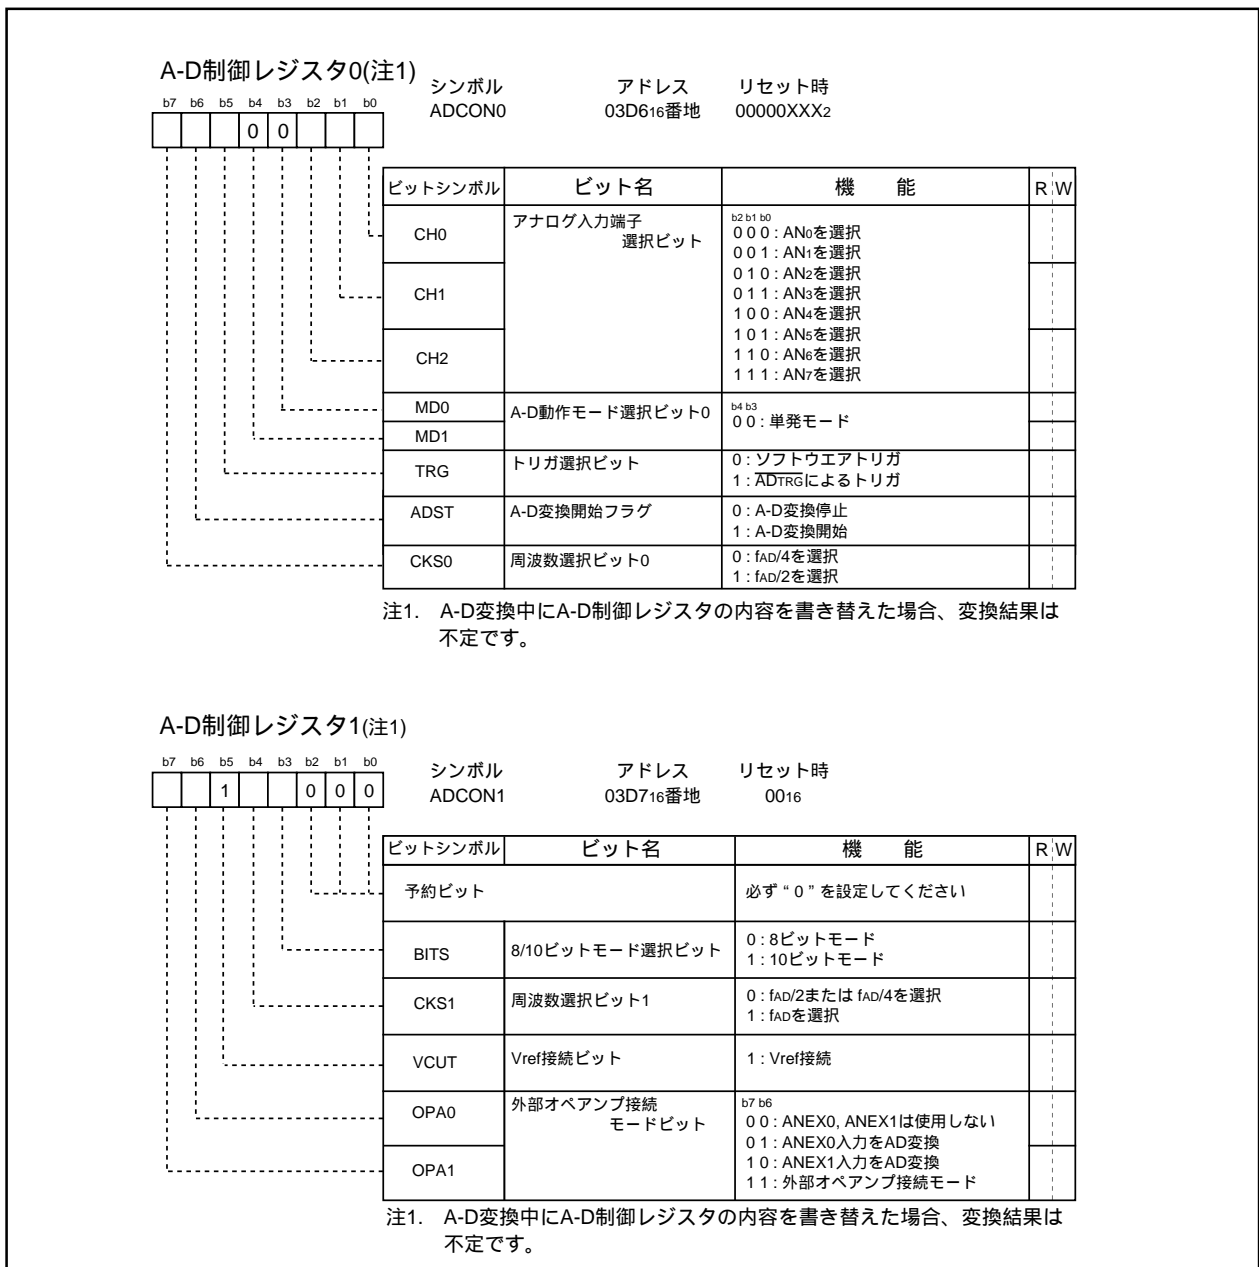 A-D制御レジスタ0(注1)
シンボル アドレス リセット時
ADCON0 03D616番地 00000XXX2
b7 b6 b5 b4 b3 b2 b1 b0
0 0
ビットシンボル ビット名 機 能 R W
CH0 アナログ入力端子
選択ビット
b2 b1 b0
0 0 0 : AN0を選択
0 0 1 : AN1を選択
0 1 0 : AN2を選択
CH1
0 1 1 : AN3を選択
1 0 0 : AN4を選択
1 0 1 : AN5を選択
CH2
1 1 0 : AN6を選択
1 1 1 : AN7を選択
MD0 A-D動作モード選択ビット0
b4 b3
0 0 : 単発モード
MD1
TRG トリガ選択ビット 0 : ソフトウエアトリガ
1 : ADTRGによるトリガ
ADST A-D変換開始フラグ 0 : A-D変換停止
1 : A-D変換開始
CKS0 周波数選択ビット0 0 : fAD/4を選択
1 : fAD/2を選択
注1. A-D変換中にA-D制御レジスタの内容を書き替えた場合、変換結果は
不定です。
A-D制御レジスタ1(注1)
シンボル アドレス リセット時
ADCON1 03D716番地 0016
b7 b6 b5 b4 b3 b2 b1 b0
1 0 0 0
ビットシンボル ビット名 機 能 R W
予約ビット 必ず“0”を設定してください
BITS 8/10ビットモード選択ビット 0 : 8ビットモード
1 : 10ビットモード
CKS1 周波数選択ビット1 0 : fAD/2または fAD/4を選択
1 : fADを選択
VCUT Vref接続ビット 1 : Vref接続
OPA0 外部オペアンプ接続
モードビット
b7 b6
0 0 : ANEX0, ANEX1は使用しない
0 1 : ANEX0入力をAD変換
OPA1
1 0 : ANEX1入力をAD変換
1 1 : 外部オペアンプ接続モード
注1. A-D変換中にA-D制御レジスタの内容を書き替えた場合、変換結果は
不定です。